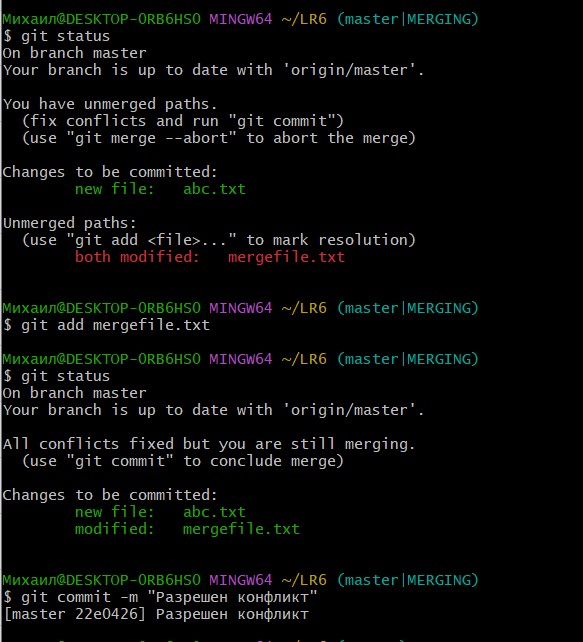 Михаил@DESKTOP-0RB6HS0 MINGW64 ~/LR6 (master|MERGING)
$ git status
On branch master
Your branch is up to date with 'origin/master'.
You have unmerged paths.
  (fix conflicts and run "git commit")
  (use "git merge --abort" to abort the merge)
Changes to be committed:
        new file:   abc.txt
Unmerged paths:
  (use "git add <file>..." to mark resolution)
        both modified:   mergefile.txt
Михаил@DESKTOP-0RB6HS0 MINGW64 ~/LR6 (master|MERGING)
$ git add mergefile.txt
Михаил@DESKTOP-0RB6HS0 MINGW64 ~/LR6 (master|MERGING)
$ git status
On branch master
Your branch is up to date with 'origin/master'.
All conflicts fixed but you are still merging.
  (use "git commit" to conclude merge)
Changes to be committed:
        new file:   abc.txt
        modified:   mergefile.txt
Михаил@DESKTOP-0RB6HS0 MINGW64 ~/LR6 (master|MERGING)
$ git commit -m "Разрешен конфликт"
[master 22e0426] Разрешен конфликт